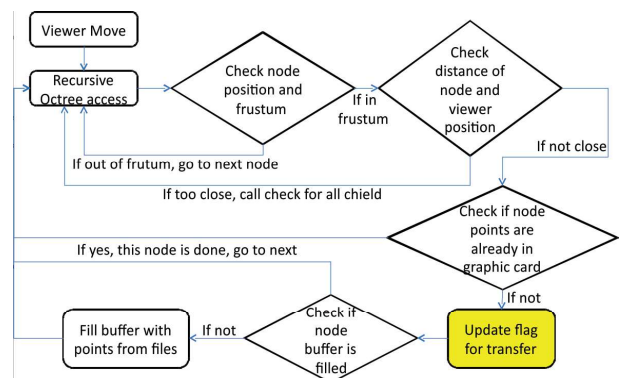 Viewer Move
Recursive
Octree access
Check node
position and
frustum
If in
frustum
Check
distance of
node and
viewer
position
If not close
If out of frutum, go to next node
If too close, call check for all chield
Check if node
points are
already in
graphic card
If yes, this node is done, go to next
If not
Update flag
for transfer
Check if
node
buffer is
filled
If not
Fill buffer with
points from files